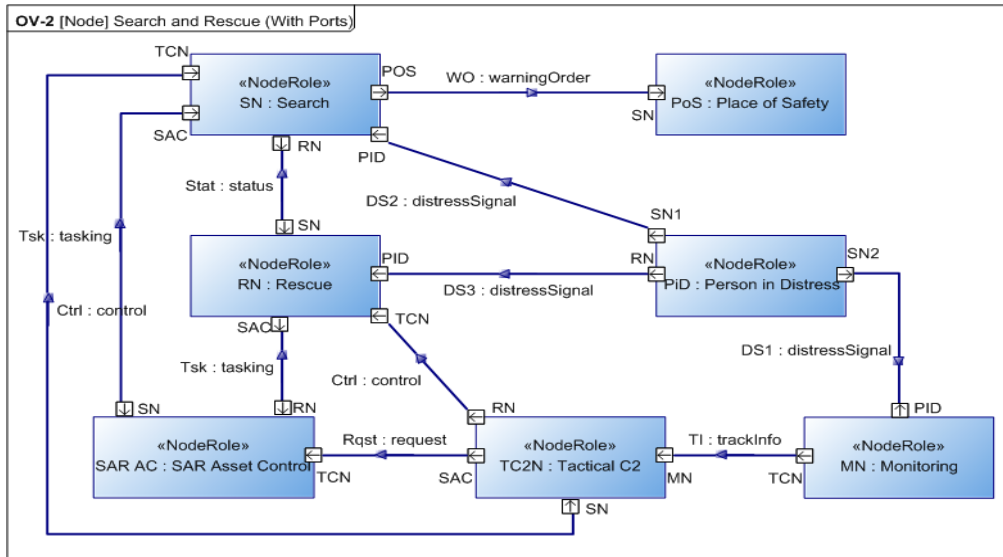 OV-2 [Node] Search and Rescue (With Ports)
TCN
POS
«NodeRole»
SN : Search
WO : warningOrder
«NodeRole»
PoS : Place of Safety
SN
SAC
RN
PID
Stat : status
DS2 : distressSignal
SN
SN1
Tsk : tasking
«NodeRole»
RN : Rescue
PID
RN
«NodeRole»
PiD : Person in Distress
SN2
DS3 : distressSignal
Ctrl : control
SAC
TCN
Tsk : tasking
Ctrl : control
DS1 : distressSignal
SN
RN
RN
PID
«NodeRole»
SAR AC : SAR Asset Control
Rqst : request
«NodeRole»
TC2N : Tactical C2
TI : trackInfo
«NodeRole»
MN : Monitoring
TCN
SAC
MN
TCN
SN